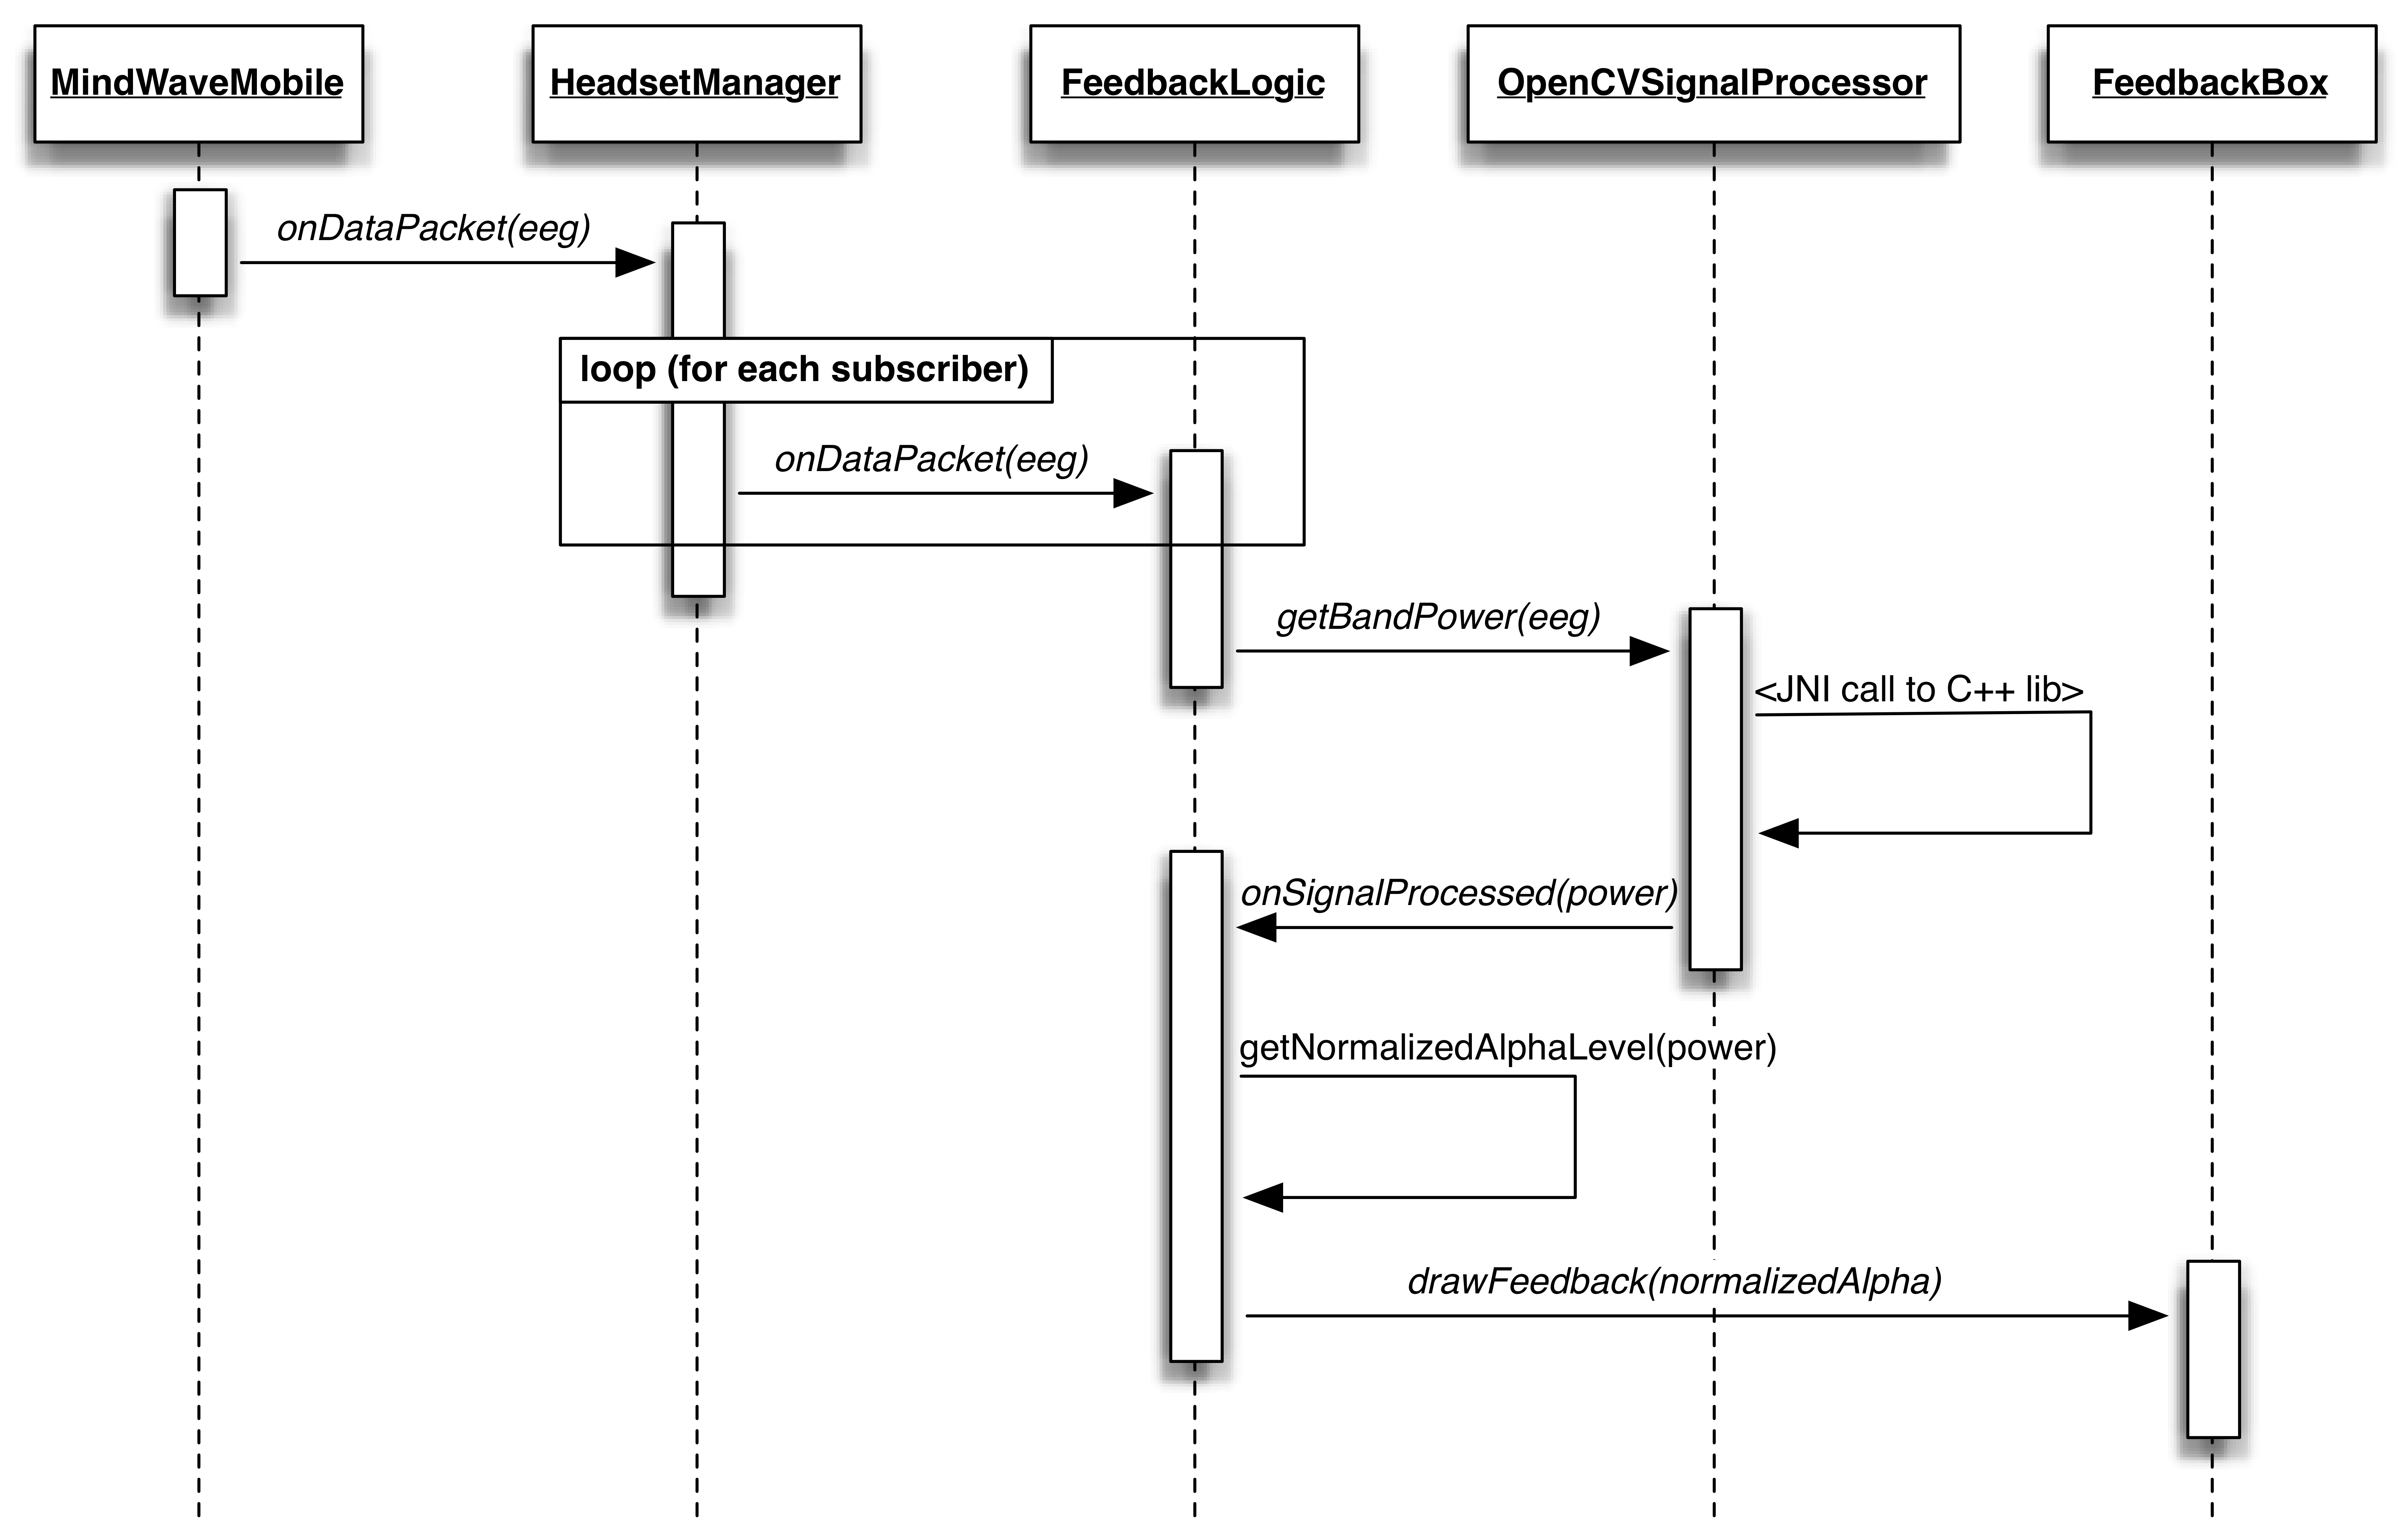 MindWaveMobile
HeadsetManager
FeedbackLogic
OpenCVSignalProcessor
FeedbackBox
onDataPacket(eeg)
loop (for each subscriber)
onDataPacket(eeg)
getBandPower(eeg)
<JNI call to C++ lib>
onSignalProcessed(power)
getNormalizedAlphaLevel(power)
drawFeedback(normalizedAlpha)